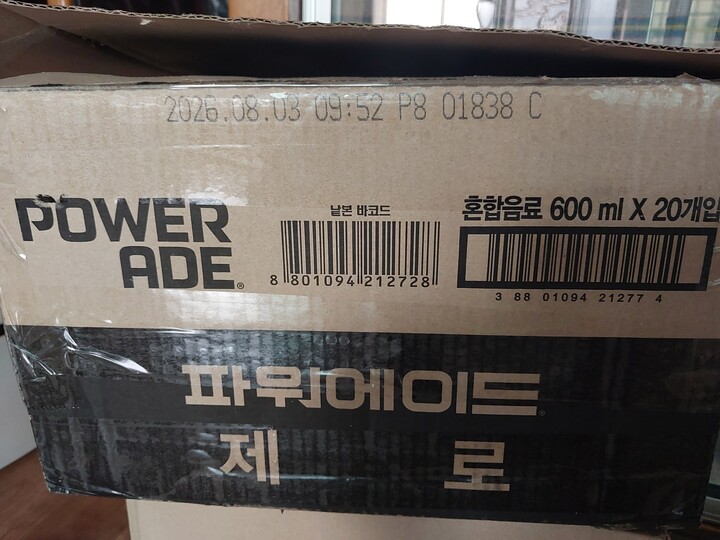 2026.08.03 09:52 P8 01838 C
POWER
ADE®
낱본 바코드
8 801094 212728
혼합음료 600 ml X 20개입
3 88 01094 21277 4
파워에이드
제로